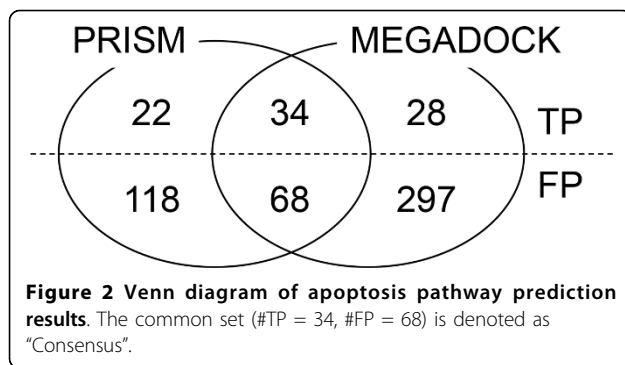 PRISM MEGADOCK
22 34 28 TP
118 68 297 FP
Figure 2 Venn diagram of apoptosis pathway prediction
results. The common set (#TP = 34, #FP = 68) is denoted as
"Consensus".